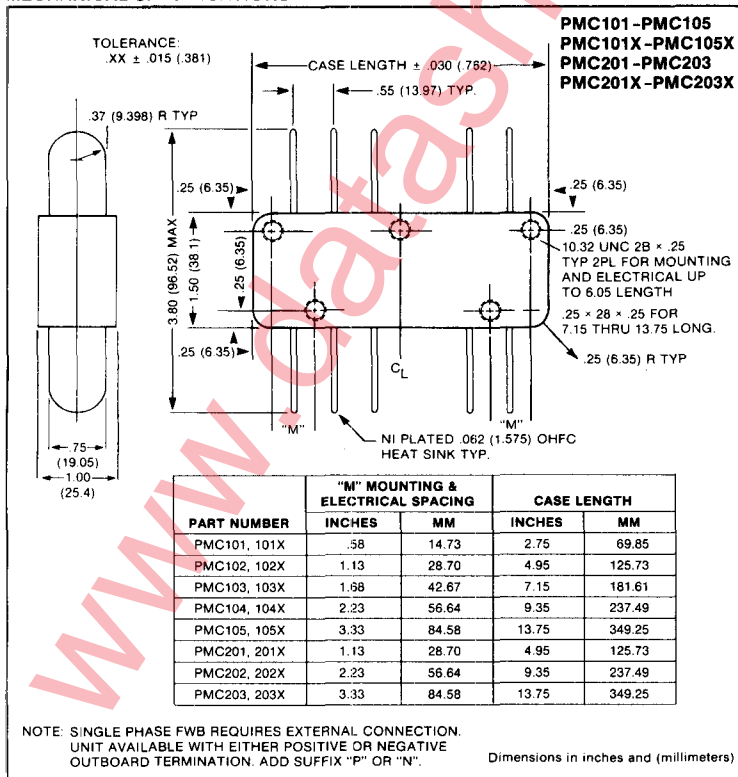 PMC101-PMC105
PMC101X-PMC105X
PMC201-PMC203
PMC201X-PMC203X
TOLERANCE:
.XX ± .015 (.381)
CASE LENGTH ± .030 (.762)
.55 (13.97) TYP.
.37 (9.398) R TYP
.25 (6.35)
.25 (6.35)
.25 (6.35)
3.80 (96.52) MAX
1.50 (38.1)
.25 (6.35)
10.32 UNC 2B × .25
TYP 2PL FOR MOUNTING
AND ELECTRICAL UP
TO 6.05 LENGTH
.25 × 28 × .25 FOR
7.15 THRU 13.75 LONG.
.25 (6.35)
.25 (6.35) R TYP
CL
"M"
"M"
NI PLATED .062 (1.575) OHFC
HEAT SINK TYP.
.75
(19.05)
1.00
(25.4)
PART NUMBER "M" MOUNTING & ELECTRICAL SPACING CASE LENGTH
INCHES MM INCHES MM
PMC101, 101X .58 14.73 2.75 69.85
PMC102, 102X 1.13 28.70 4.95 125.73
PMC103, 103X 1.68 42.67 7.15 181.61
PMC104, 104X 2.23 56.64 9.35 237.49
PMC105, 105X 3.33 84.58 13.75 349.25
PMC201, 201X 1.13 28.70 4.95 125.73
PMC202, 202X 2.23 56.64 9.35 237.49
PMC203, 203X 3.33 84.58 13.75 349.25
NOTE: SINGLE PHASE FWB REQUIRES EXTERNAL CONNECTION.
UNIT AVAILABLE WITH EITHER POSITIVE OR NEGATIVE
OUTBOARD TERMINATION. ADD SUFFIX "P" OR "N".
Dimensions in inches and (millimeters)
www.datash